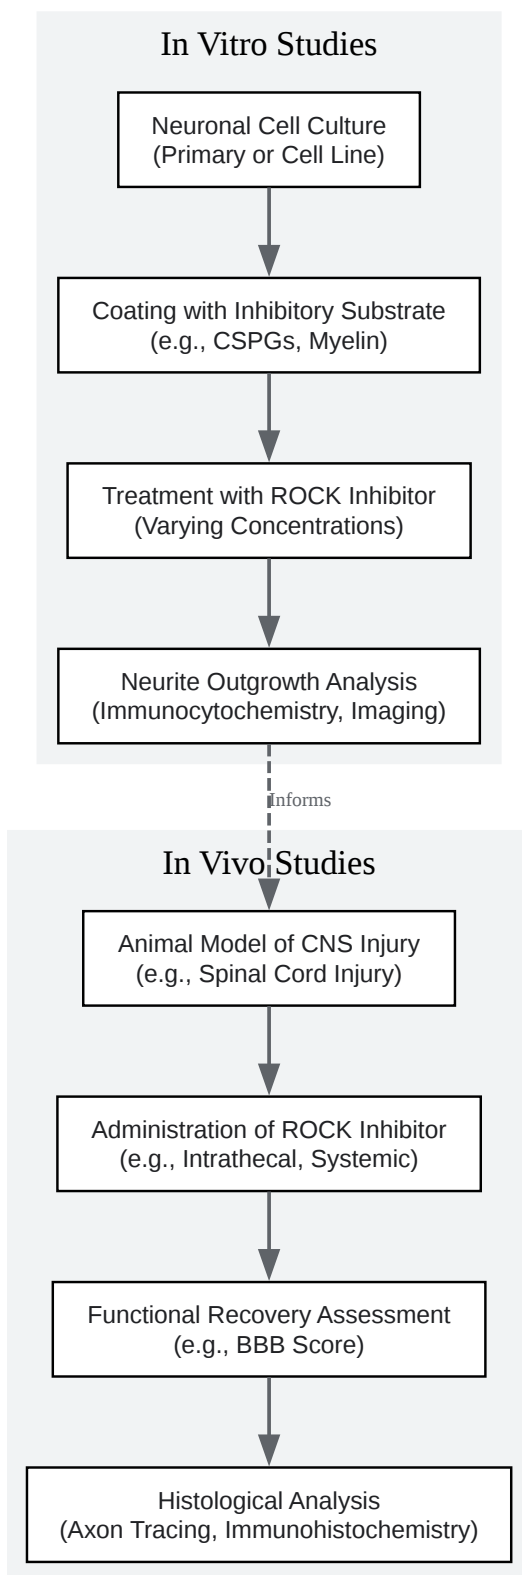 In Vitro Studies
Neuronal Cell Culture
(Primary or Cell Line)
Coating with Inhibitory Substrate
(e.g., CSPGs, Myelin)
Treatment with ROCK Inhibitor
(Varying Concentrations)
Neurite Outgrowth Analysis
(Immunocytochemistry, Imaging)
Informs
In Vivo Studies
Animal Model of CNS Injury
(e.g., Spinal Cord Injury)
Administration of ROCK Inhibitor
(e.g., Intrathecal, Systemic)
Functional Recovery Assessment
(e.g., BBB Score)
Histological Analysis
(Axon Tracing, Immunohistochemistry)